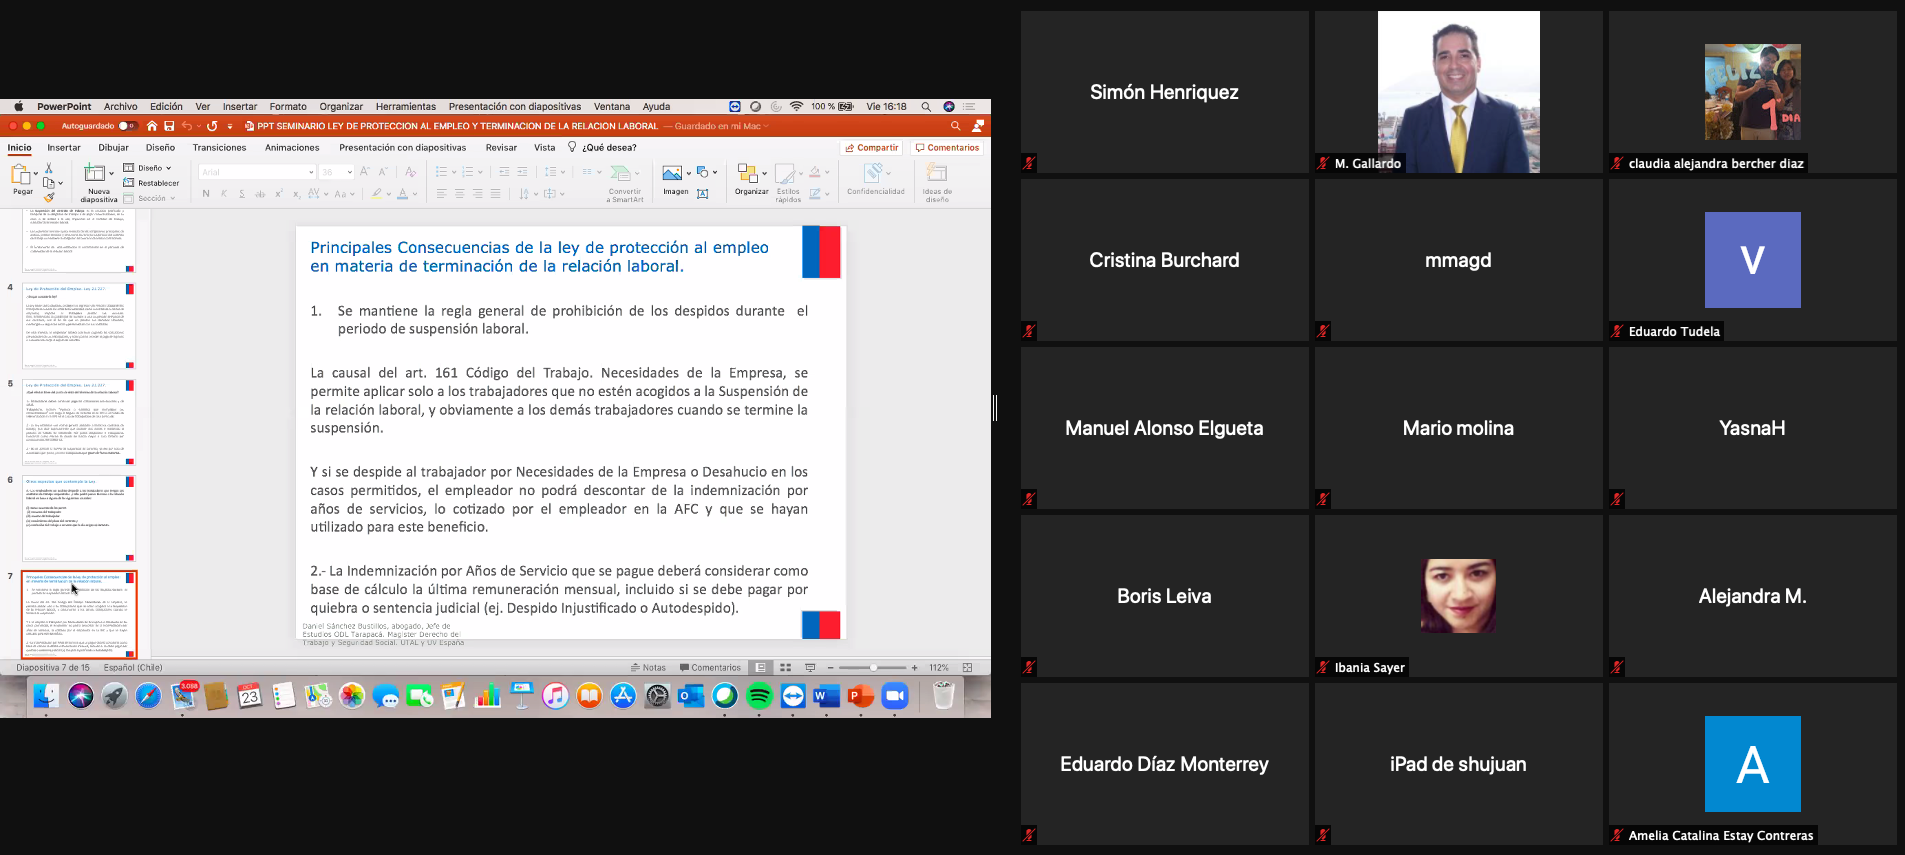 PowerPoint Archivo Edición Ver Insertar Formato Organizar Herramientas Presentación con diapositivas Ventana Ayuda 100 % Vie 16:18
Autoguardado PPT SEMINARIO LEY DE PROTECCION AL EMPLEO Y TERMINACION DE LA RELACION LABORAL — Guardado en mi Mac
Inicio Insertar Dibujar Diseño Transiciones Animaciones Presentación con diapositivas Revisar Vista ¿Qué desea? Compartir Comentarios
Pegar
Nueva diapositiva
Diseño
Restablecer
Sección
Arial 36
Convertir a SmartArt
Imagen
Organizar
Estilos rápidos
Confidencialidad
Ideas de diseño
4
5
6
7
Principales Consecuencias de la ley de protección al empleo
en materia de terminación de la relación laboral.
1. Se mantiene la regla general de prohibición de los despidos durante el
periodo de suspensión laboral.
La causal del art. 161 Código del Trabajo. Necesidades de la Empresa, se
permite aplicar solo a los trabajadores que no estén acogidos a la Suspensión de
la relación laboral, y obviamente a los demás trabajadores cuando se termine la
suspensión.
Y si se despide al trabajador por Necesidades de la Empresa o Desahucio en los
casos permitidos, el empleador no podrá descontar de la indemnización por
años de servicios, lo cotizado por el empleador en la AFC y que se hayan
utilizado para este beneficio.
2.- La Indemnización por Años de Servicio que se pague deberá considerar como
base de cálculo la última remuneración mensual, incluido si se debe pagar por
quiebra o sentencia judicial (ej. Despido Injustificado o Autodespido).
Daniel Sánchez Bustillos, abogado, Jefe de
Estudios ODL Tarapacá. Magister Derecho del
Trabajo y Seguridad Social. UTAL y UV España
Diapositiva 7 de 15 Español (Chile) Notas Comentarios 112%
OCT
23
Simón Henriquez
M. Gallardo
FELIZ
1
DIA
claudia alejandra bercher diaz
Cristina Burchard
mmagd
V
Eduardo Tudela
Manuel Alonso Elgueta
Mario molina
YasnaH
Boris Leiva
Ibania Sayer
Alejandra M.
Eduardo Díaz Monterrey
iPad de shujuan
A
Amelia Catalina Estay Contreras